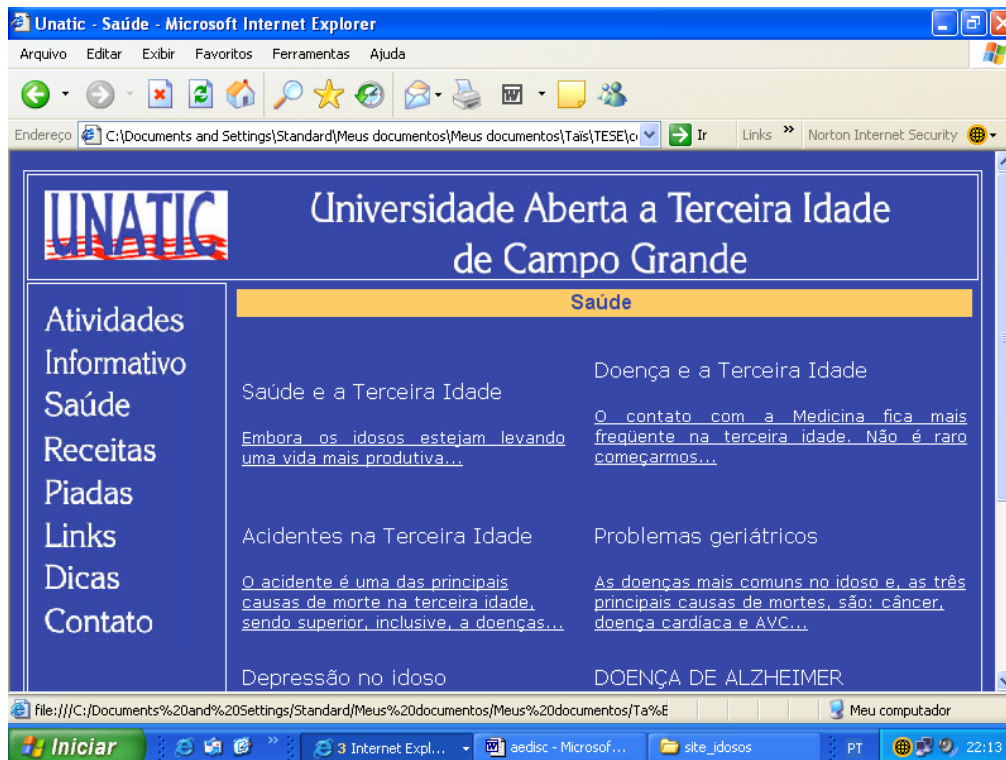 Unatic - Saúde - Microsoft Internet Explorer
Arquivo Editar Exibir Favoritos Ferramentas Ajuda
Endereço C:\Documents and Settings\Standard\Meus documentos\Meus documentos\Taïs\TESE\ Ir Links » Norton Internet Security
UNATIC
Universidade Aberta a Terceira Idade
de Campo Grande
Atividades
Informativo
Saúde
Receitas
Piadas
Links
Dicas
Contato
Saúde
Saúde e a Terceira Idade
Embora os idosos estejam levando
uma vida mais produtiva...
Doença e a Terceira Idade
O contato com a Medicina fica mais
freqüente na terceira idade. Não é raro
começarmos...
Acidentes na Terceira Idade
O acidente é uma das principais
causas de morte na terceira idade,
sendo superior, inclusive, a doenças...
Problemas geriátricos
As doenças mais comuns no idoso e, as três
principais causas de mortes, são: câncer,
doença cardíaca e AVC...
Depressão no idoso
DOENÇA DE ALZHEIMER
file:///C:/Documents%20and%20Settings/Standard/Meus%20documentos/Meus%20documentos/Ta%E Meu computador
Iniciar » 3 Internet Expl... aedisc - Microsof... site_idosos PT 22:13